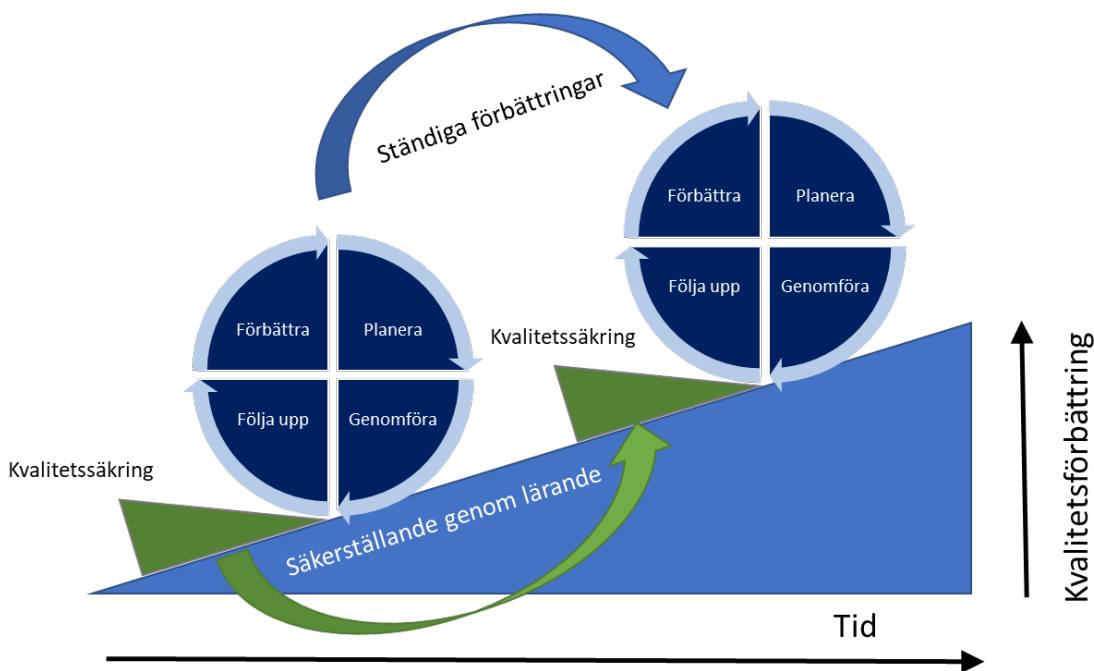 Ständiga förbättringar
Förbättra
Planera
Följa upp
Genomföra
Förbättra
Planera
Följa upp
Genomföra
Kvalitetssäkring
Kvalitetssäkring
Säkerställande genom lärande
Kvalitetsförbättring
Tid